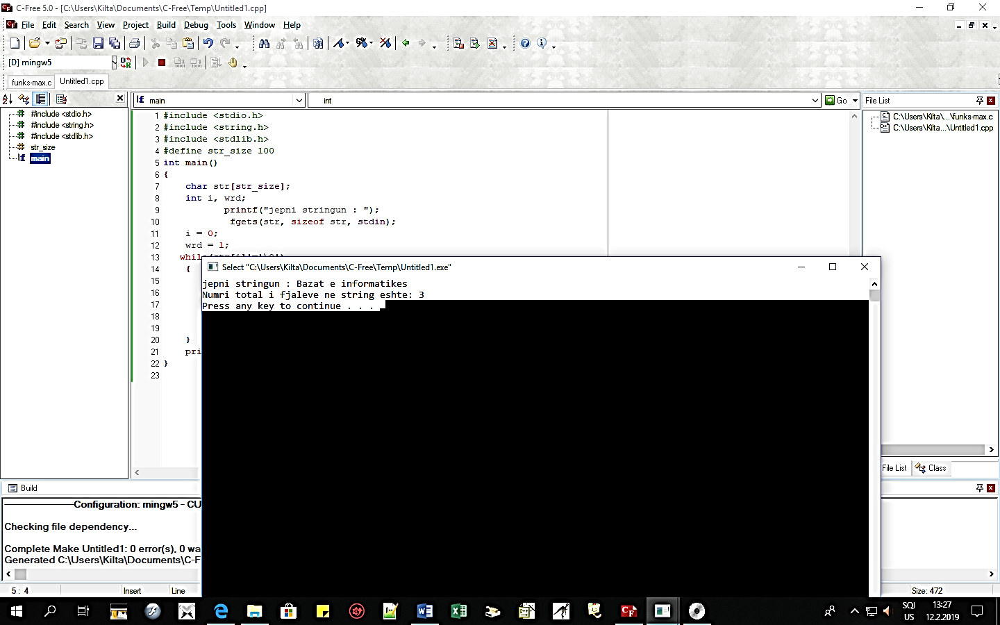 C-Free 5.0 - [C:\Users\Kilta\Documents\C-Free\Temp\Untitled1.cpp]
File Edit Search View Project Build Debug Tools Window Help
[D] mingw5
funks-max.c Untitled1.cpp
main int Go File List
#include <stdio.h>
#include <string.h>
#include <stdlib.h>
str_size
main
1 #include <stdio.h>
2 #include <string.h>
3 #include <stdlib.h>
4 #define str_size 100
5 int main()
6 {
7 char str[str_size];
8 int i, wrd;
9 printf("jepni stringun : ");
10 fgets(str, sizeof str, stdin);
11 i = 0;
12 wrd = 1;
13
14 {
15
16
17
18
19
20 }
21 pri
22 }
23
C:\Users\Kilta\...\funks-max.c
C:\Users\Kilta...\Untitled1.cpp
Select "C:\Users\Kilta\Documents\C-Free\Temp\Untitled1.exe"
jepni stringun : Bazat e informatikes
Numri total i fjaleve ne string eshte: 3
Press any key to continue . . .
File List Class
Build
Configuration: mingw5 - CU
Checking file dependency...
Complete Make Untitled1: 0 error(s), 0 wa
Generated C:\Users\Kilta\Documents\C-F
5: 4 Insert Line Size: 472
SQI
US
13:27
12.2.2019